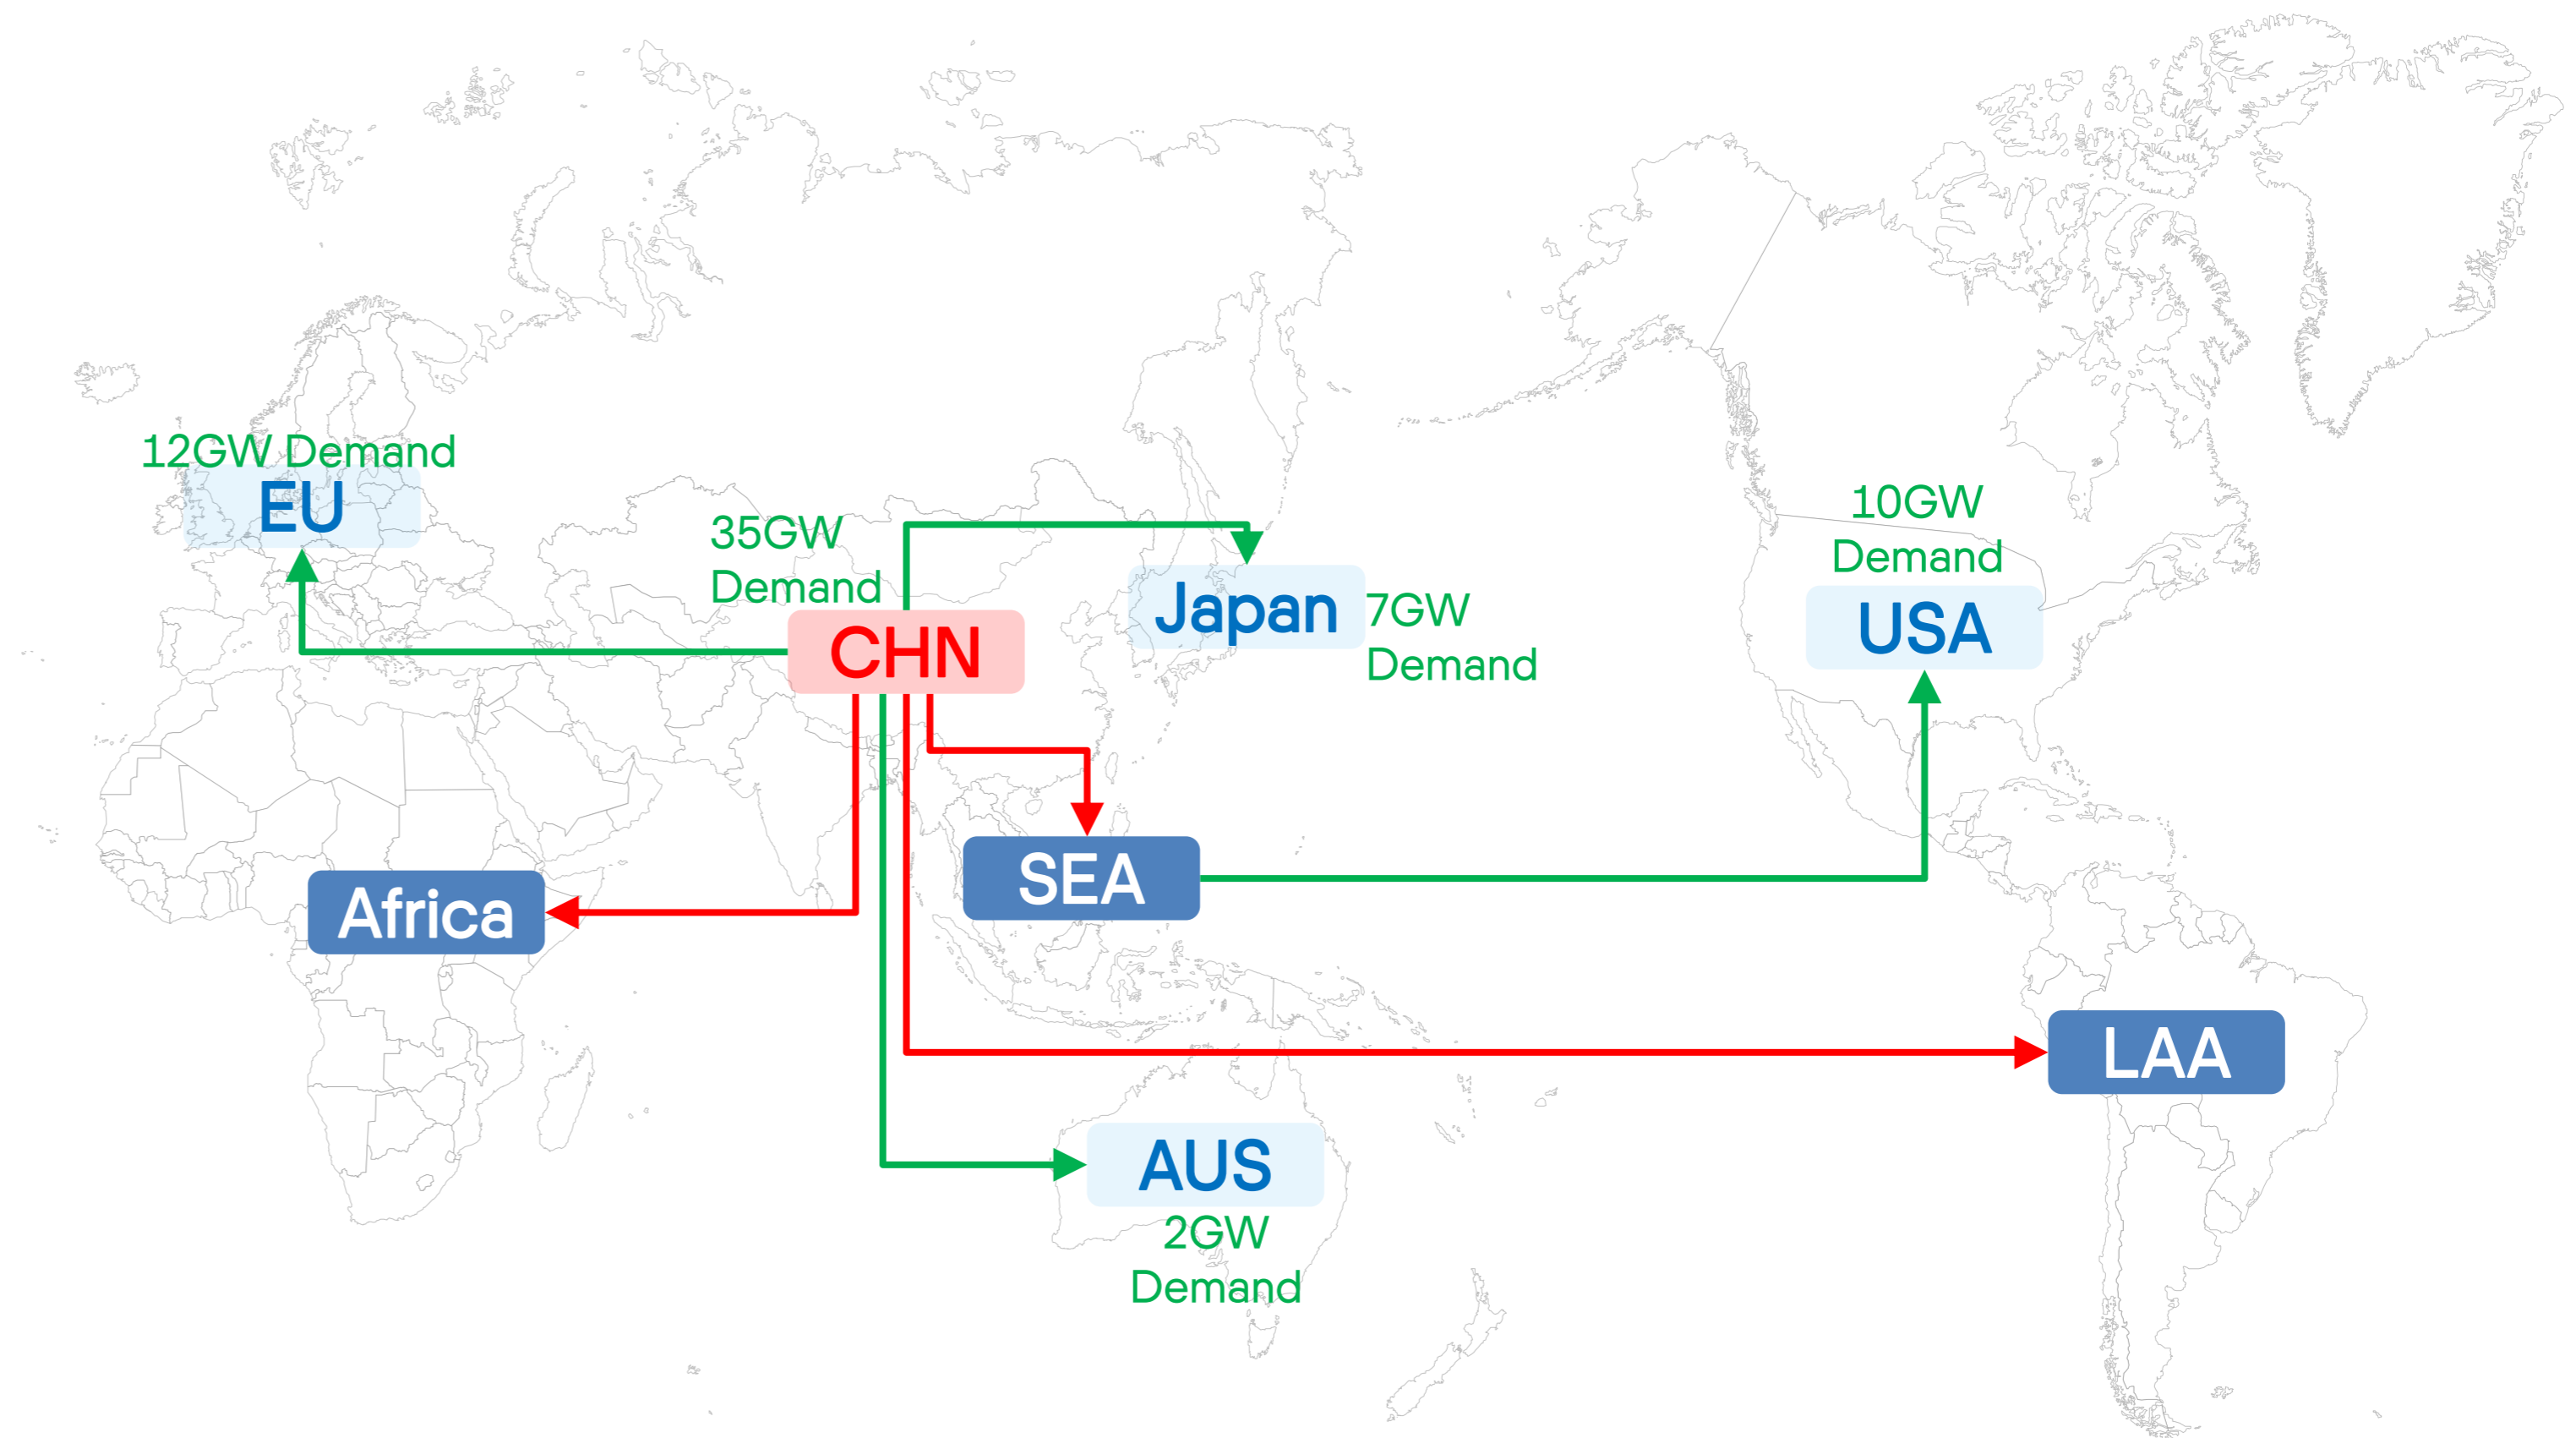 12GW Demand
EU
35GW
Demand
CHN
Japan
7GW
Demand
10GW
Demand
USA
Africa
SEA
LAA
AUS
2GW
Demand